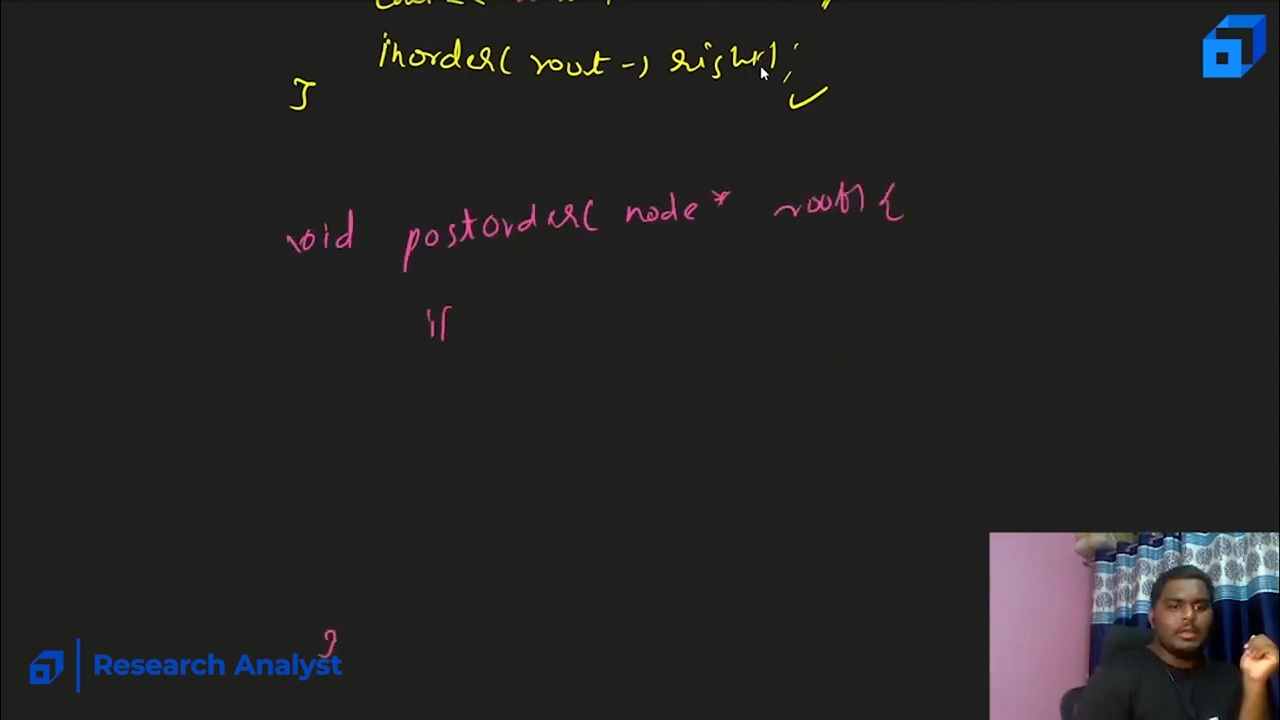 inorder( root -> right);
}
void postorder( node* root) {
if
}
Research Analyst